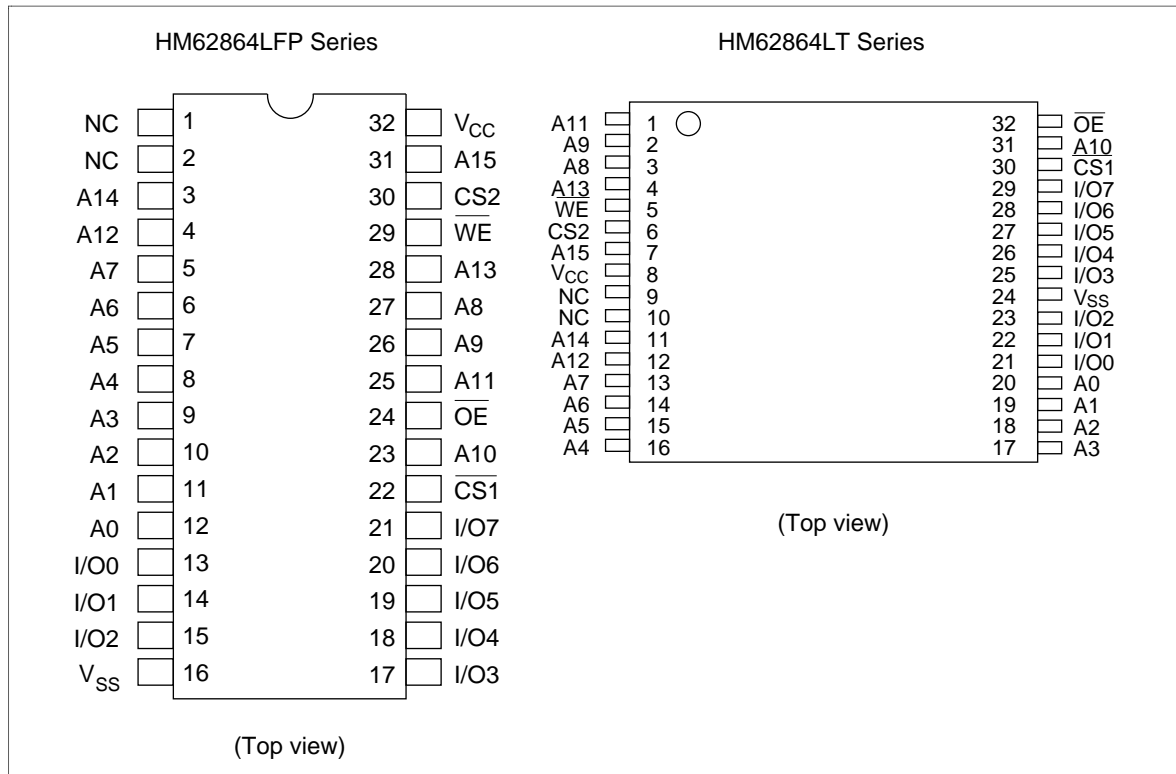 HM62864LFP Series
NC 1 32 VCC
NC 2 31 A15
A14 3 30 CS2
A12 4 29 W̅E̅
A7 5 28 A13
A6 6 27 A8
A5 7 26 A9
A4 8 25 A11
A3 9 24 O̅E̅
A2 10 23 A10
A1 11 22 C̅S̅1̅
A0 12 21 I/O7
I/O0 13 20 I/O6
I/O1 14 19 I/O5
I/O2 15 18 I/O4
VSS 16 17 I/O3
(Top view)
HM62864LT Series
A11 1 32 O̅E̅
A9 2 31 A10
A8 3 30 C̅S̅1̅
A13 4 29 I/O7
W̅E̅ 5 28 I/O6
CS2 6 27 I/O5
A15 7 26 I/O4
VCC 8 25 I/O3
NC 9 24 VSS
NC 10 23 I/O2
A14 11 22 I/O1
A12 12 21 I/O0
A7 13 20 A0
A6 14 19 A1
A5 15 18 A2
A4 16 17 A3
(Top view)